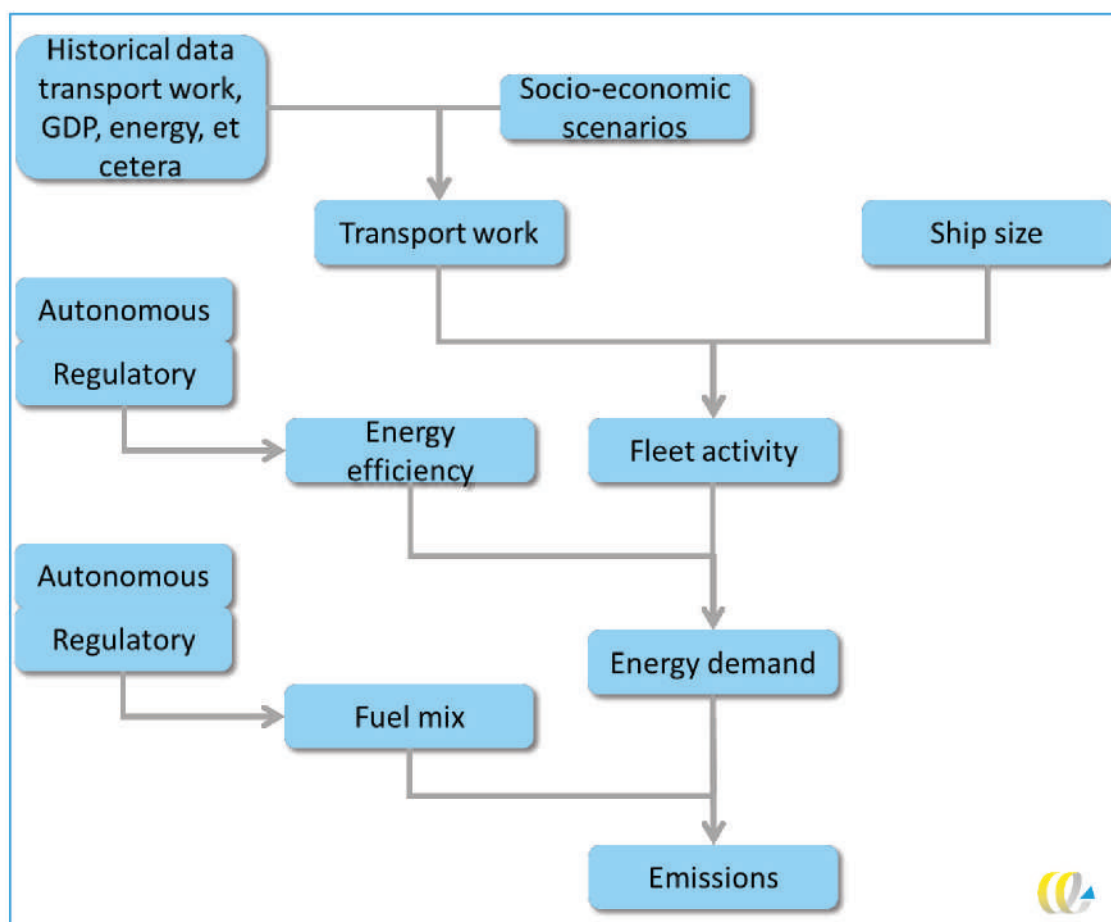 Historical data
transport work,
GDP, energy, et
cetera
Socio-economic
scenarios
Transport work
Ship size
Autonomous
Regulatory
Energy
efficiency
Fleet activity
Autonomous
Regulatory
Energy demand
Fuel mix
Emissions